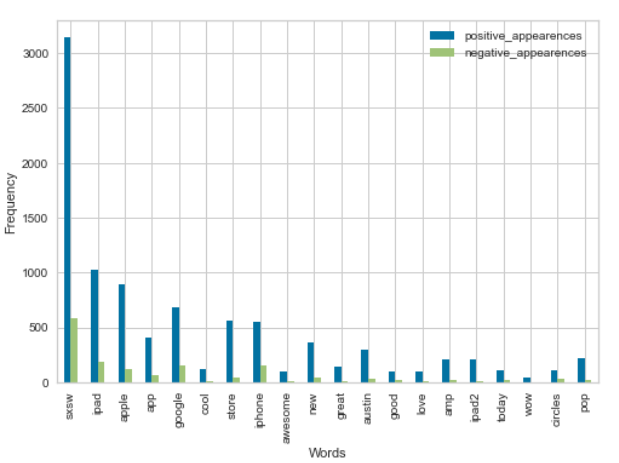 positive_appearences
negative_appearences
3000
2500
2000
1500
1000
500
0
Frequency
sxsw
ipad
apple
app
google
cool
store
iphone
awesome
new
great
austin
good
love
amp
ipad2
today
wow
circles
pop
Words